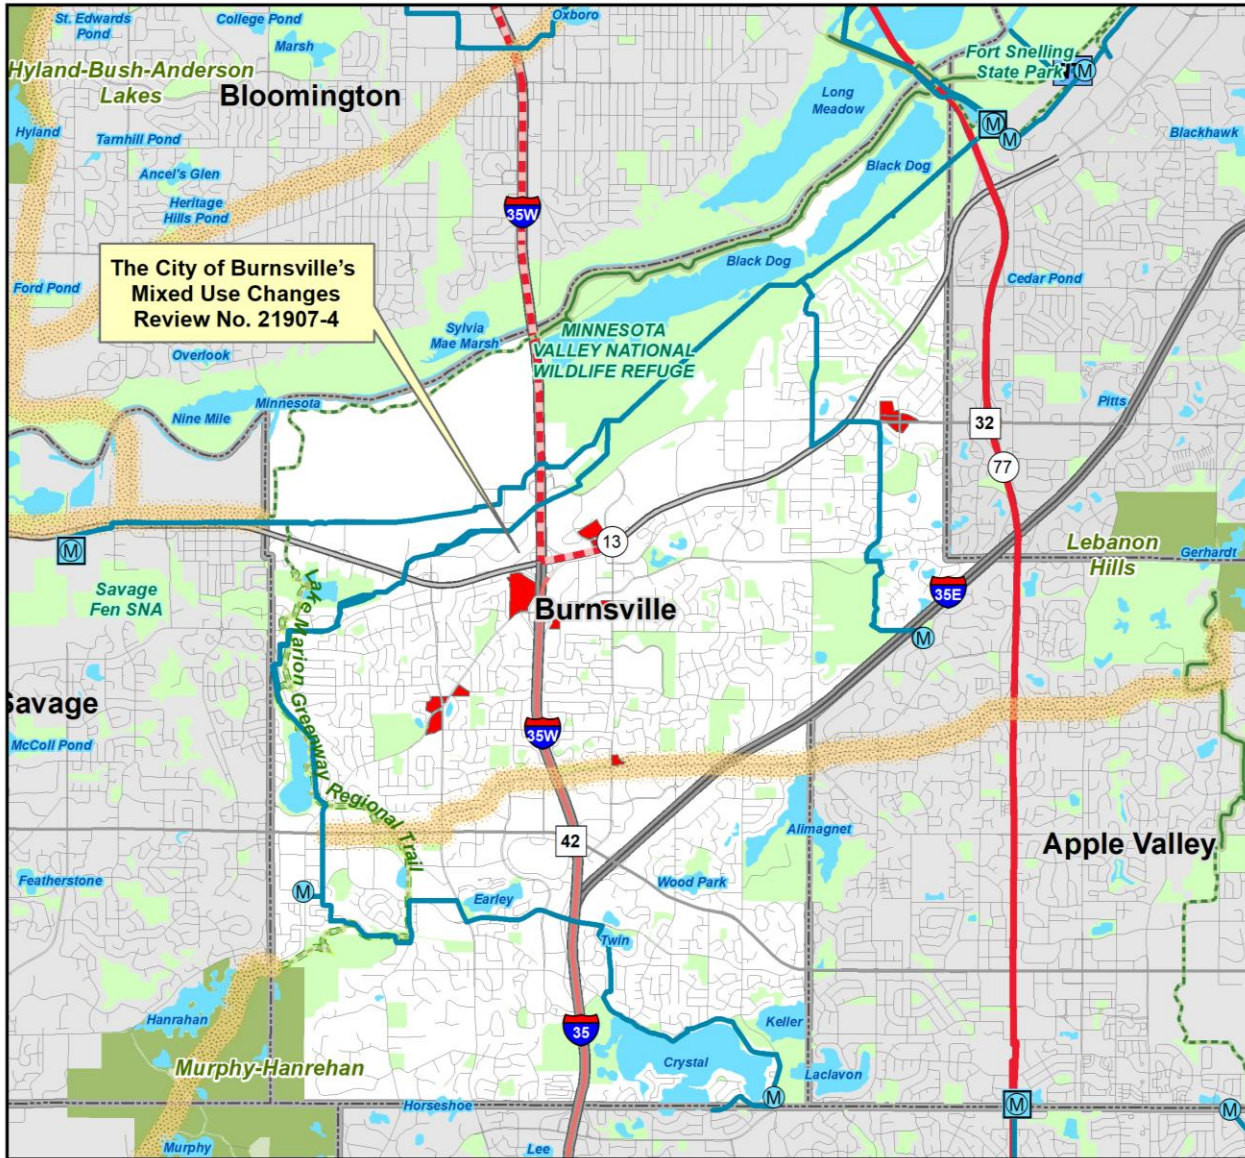 St. Edwards
Pond
College Pond
Marsh
Oxboro
Hyland-Bush-Anderson
Lakes
Bloomington
Fort Snelling
State Park
M
Long
Meadow
Hyland
Tarnhill Pond
M
M
Blackhawk
Ancel's Glen
Black Dog
Heritage
Hills Pond
35W
The City of Burnsville's
Mixed Use Changes
Review No. 21907-4
Black Dog
Cedar Pond
Ford Pond
Sylvia
Mae Marsh
MINNESOTA
VALLEY NATIONAL
WILDLIFE REFUGE
Overlook
Nine Mile
Minnesota
Pitts
32
77
M
13
Lebanon
Hills
Gerhardt
Savage
Fen SNA
35E
Burnsville
M
Lake Marion Greenway Regional Trail
Savage
McColl Pond
35W
Alimagnet
42
Apple Valley
Featherstone
M
Earley
Wood Park
Twin
Hanrahan
35
Keller
Murphy-Hanrehan
Crystal
Laclavon
M
Horseshoe
M
M
Murphy
Lee